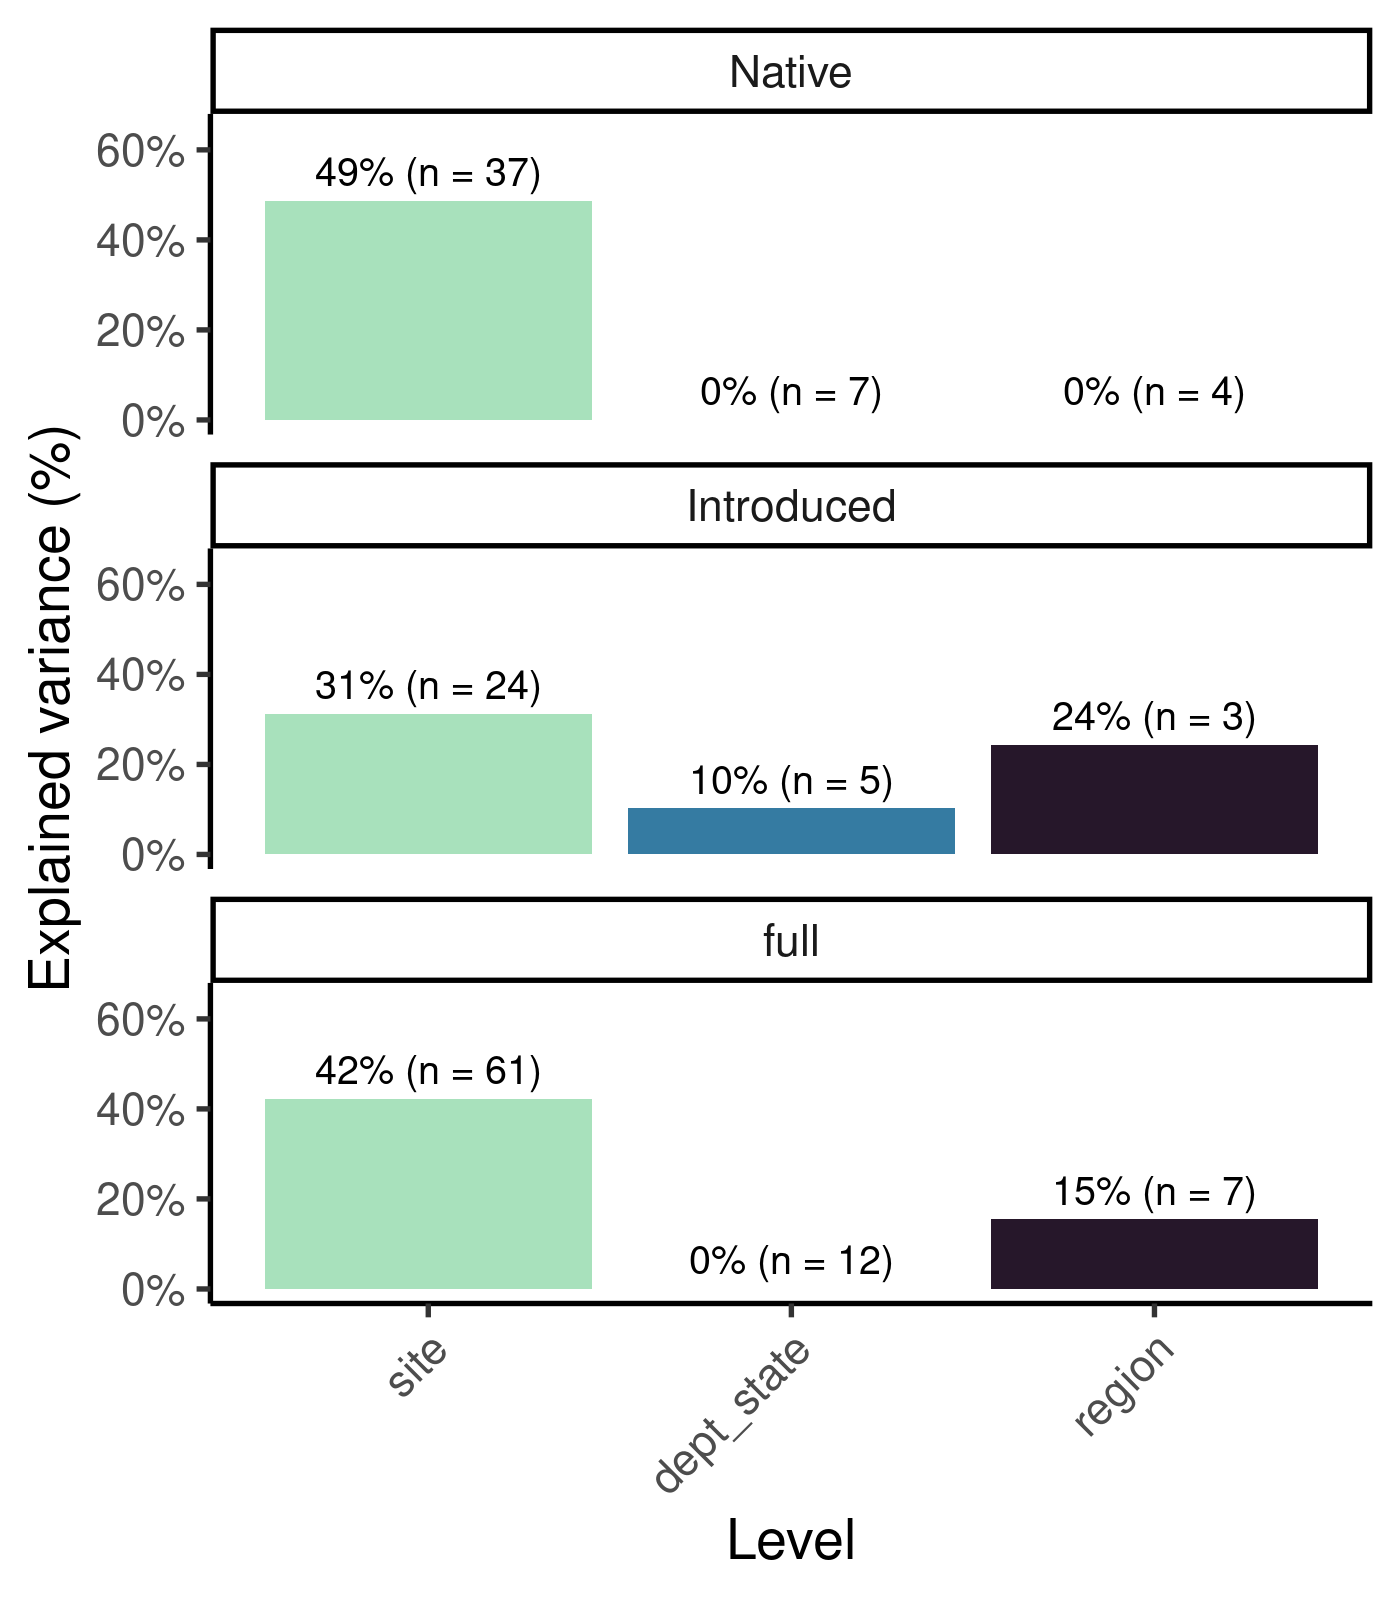 Native
60%
40%
20%
0%
49% (n = 37)
0% (n = 7)
0% (n = 4)
Introduced
60%
40%
20%
0%
31% (n = 24)
10% (n = 5)
24% (n = 3)
full
60%
40%
20%
0%
42% (n = 61)
0% (n = 12)
15% (n = 7)
site
dept_state
region
Level
Explained variance (%)